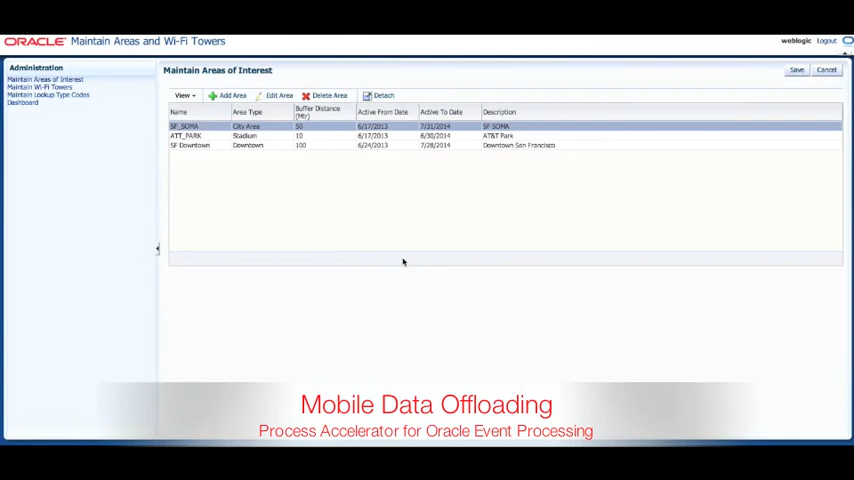 ORACLE Maintain Areas and Wi-Fi Towers
weblogic Logout
Administration
Maintain Areas of Interest
Maintain Wi-Fi Towers
Maintain Lookup Type Codes
Dashboard
Maintain Areas of Interest
Save Cancel
View Add Area Edit Area Delete Area Detach
Name Area Type Buffer Distance (Mtr) Active From Date Active To Date Description
SF_SOMA City Area 50 6/17/2013 7/31/2014 SF SOMA
ATT_PARK Stadium 10 6/17/2013 6/30/2014 AT&T Park
SF Downtown Downtown 100 6/24/2013 7/28/2014 Downtown San Francisco
Mobile Data Offloading
Process Accelerator for Oracle Event Processing